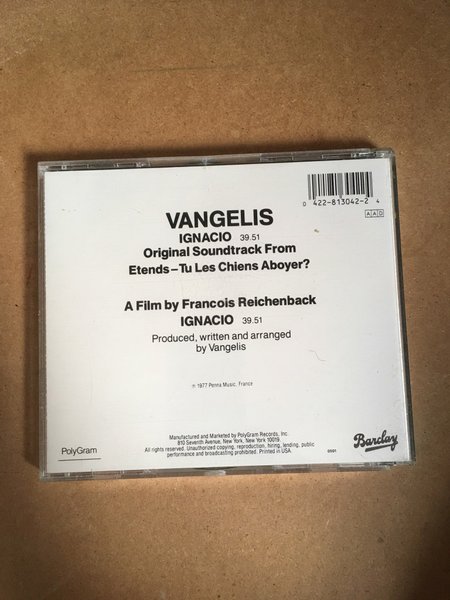 D 422-813042-2 4
AAD
VANGELIS
IGNACIO 39.51
Original Soundtrack From
Etends–Tu Les Chiens Aboyer?
A Film by Francois Reichenback
IGNACIO 39.51
Produced, written and arranged
by Vangelis
℗ 1977 Penna Music, France
PolyGram
Manufactured and Marketed by PolyGram Records, Inc.
810 Seventh Avenue, New York, New York 10019.
All rights reserved. Unauthorized copying, reproduction, hiring, lending, public
performance and broadcasting prohibited. Printed in USA.
0591
Barclay